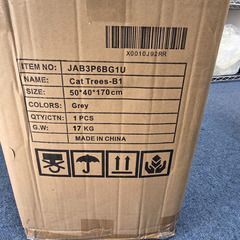 X0010J92RR
ITEM NO: JAB3P6BG1U
NAME: Cat Trees-B1
SIZE: 50*40*170cm
COLORS: Grey
QTY/CTN: 1 PCS
G.W: 17 KG
MADE IN CHINA